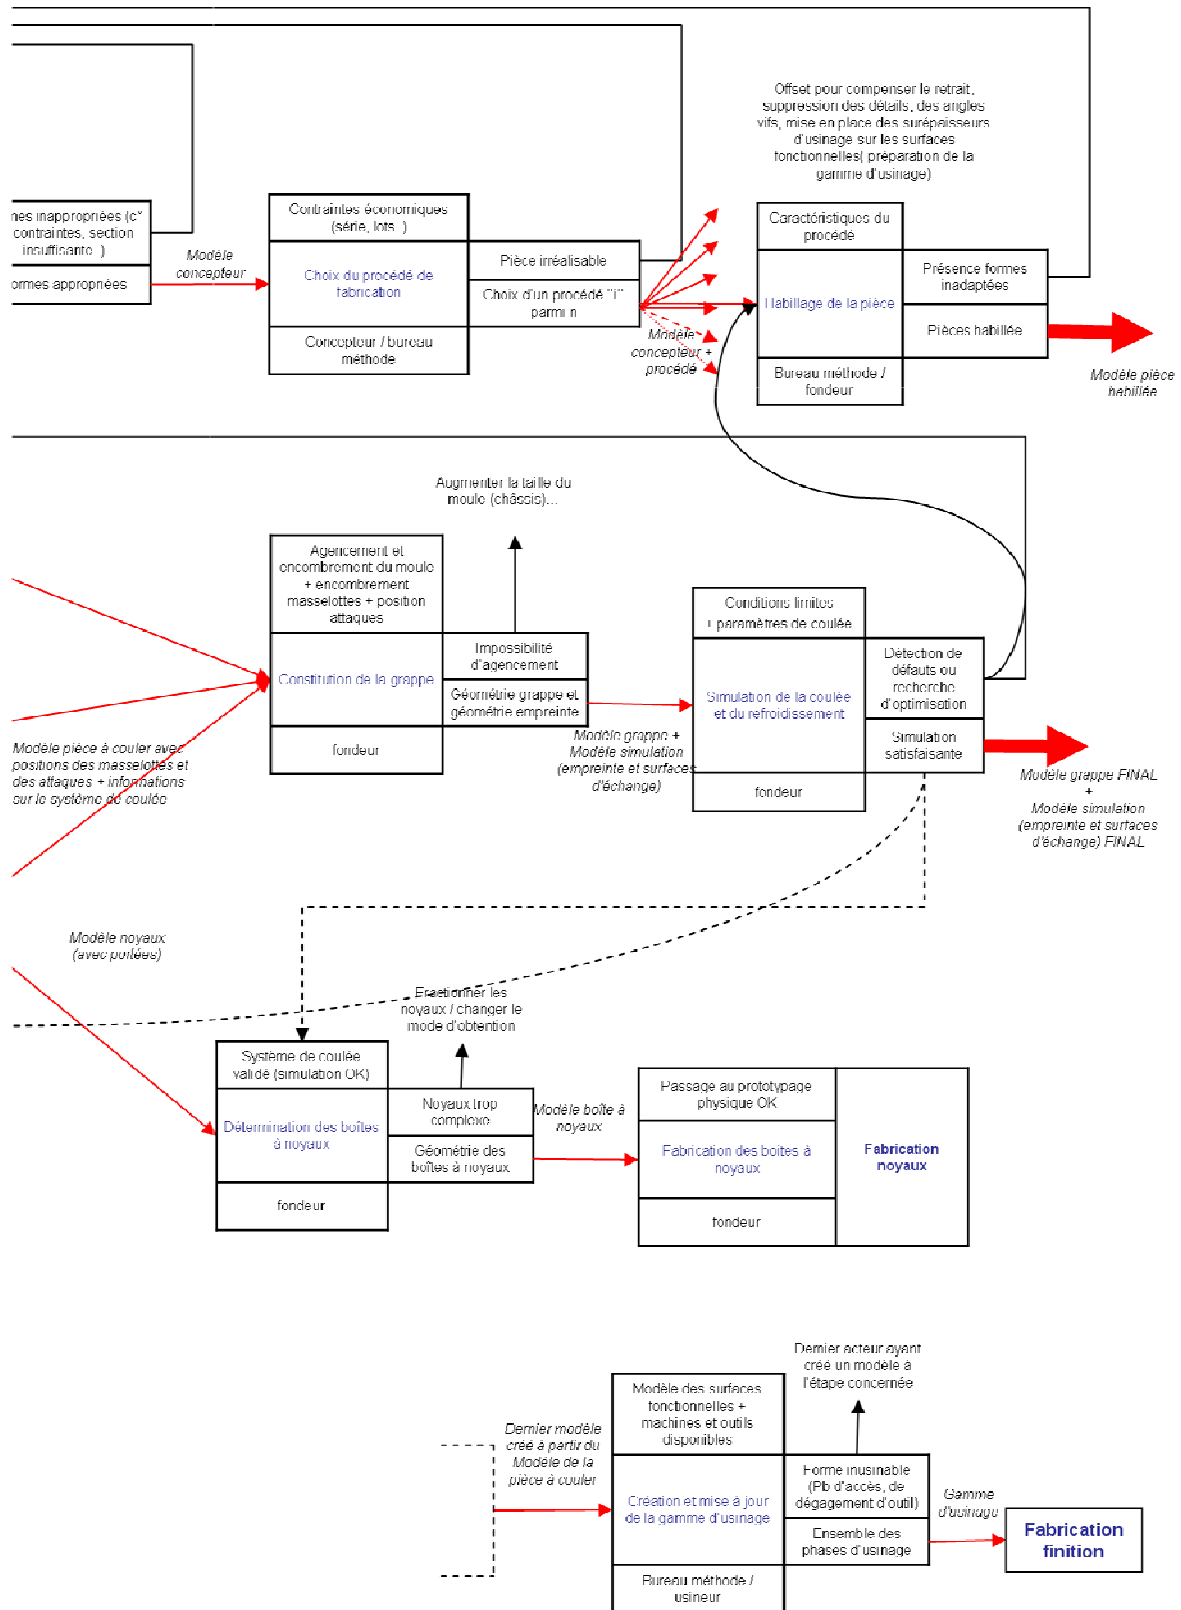 Offset pour compenser le retrait,
suppression des détails, des angles
vifs, mise en place des surépaisseurs
d'usinage sur les surfaces
fonctionnelles( préparation de la
gamme d'usinage)
mes inappropriées (c°
contraintes, section
insuffisante..)
ormes appropriées
Modèle
concepteur
Contraintes économiques
(série, lots..)
Choix du procédé de
fabrication
Concepteur / bureau
méthode
Pièce irréalisable
Choix d'un procédé "i"
parmi n
Modèle
concepteur +
procédé
Caractéristiques du
procédé
Habillage de la pièce
Bureau méthode /
fondeur
Présence formes
inadaptées
Pièces habillée
Modèle pièce
habillée
Augmenter la taille du
moule (châssis)...
Agencement et
encombrement du moule
+ encombrement
masselottes + position
attaques
Constitution de la grappe
fondeur
Impossibilité
d'agencement
Géométrie grappe et
géométrie empreinte
Modèle pièce à couler avec
positions des masselottes et
des attaques + informations
sur le système de coulée
Modèle grappe +
Modèle simulation
(empreinte et surfaces
d'échange)
Conditions limites
+ paramètres de coulée
Simulation de la coulée
et du refroidissement
fondeur
Détection de
défauts ou
recherche
d'optimisation
Simulation
satisfaisante
Modèle grappe FINAL
+
Modèle simulation
(empreinte et surfaces
d'échange) FINAL
Modèle noyaux
(avec portées)
Fractionner les
noyaux / changer le
mode d'obtention
Système de coulée
validé (simulation OK)
Détermination des boîtes
à noyaux
fondeur
Noyaux trop
complexe
Géométrie des
boîtes à noyaux
Modèle boîte à
noyaux
Passage au prototypage
physique OK
Fabrication des boites à
noyaux
fondeur
Fabrication
noyaux
Dernier acteur ayant
créé un modèle à
l'étape concernée
Dernier modèle
créé à partir du
Modèle de la
pièce à couler
Modèle des surfaces
fonctionnelles +
machines et outils
disponibles
Création et mise à jour
de la gamme d'usinage
Bureau méthode /
usineur
Forme inusinable
(Pb d'accès, de
dégagement d'outil)
Ensemble des
phases d'usinage
Gamme
d'usinage
Fabrication
finition